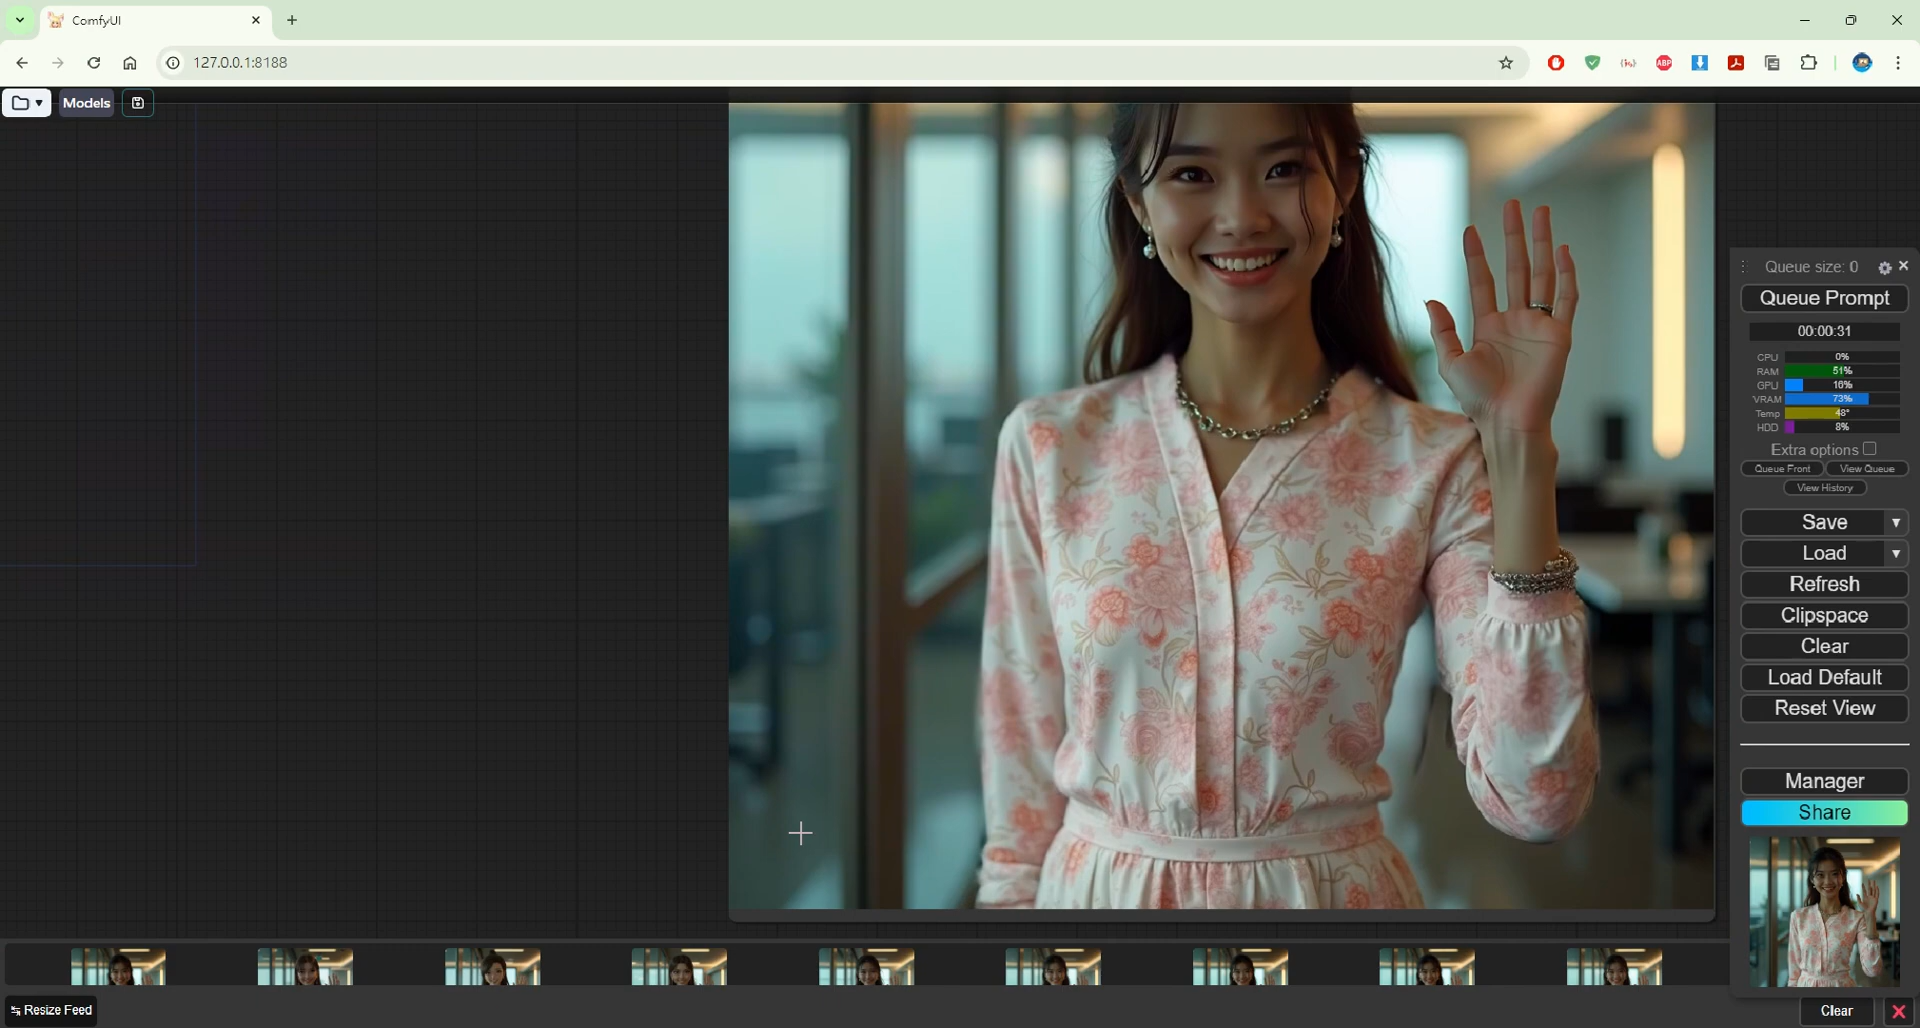 ComfyUI
127.0.0.1:8188
ABP
Models
Queue size: 0
Queue Prompt
00:00:31
CPU 0%
RAM 51%
GPU 16%
VRAM 73%
Temp 48°
HDD 8%
Extra options
Queue Front View Queue
View History
Save
Load
Refresh
Clipspace
Clear
Load Default
Reset View
Manager
Share
Resize Feed
Clear